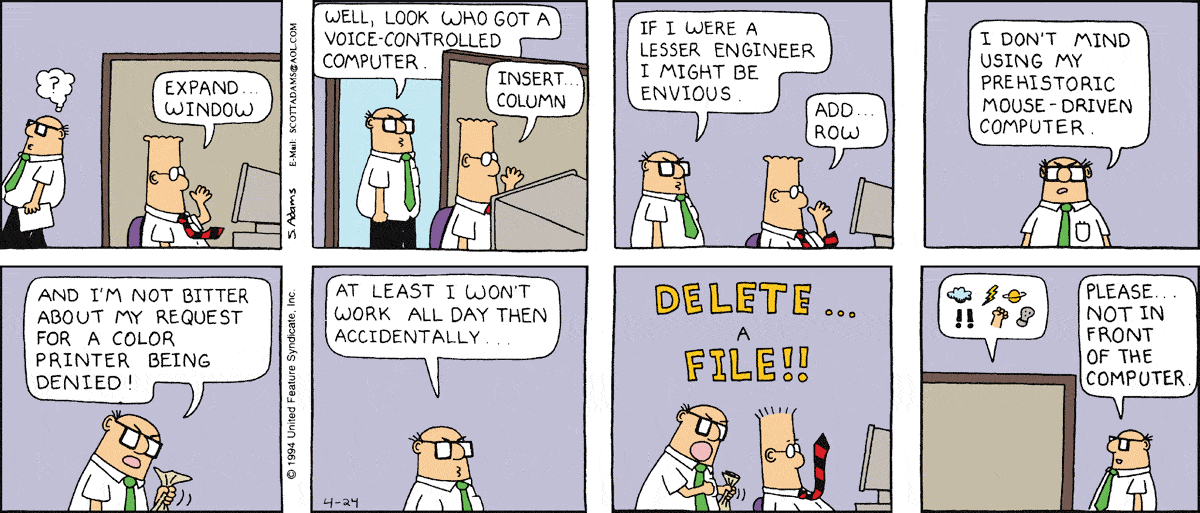 ?
EXPAND...
WINDOW
S. Adams E-Mail: SCOTTADAMS@AOL.COM
WELL, LOOK WHO GOT A
VOICE-CONTROLLED
COMPUTER.
INSERT...
COLUMN
IF I WERE A
LESSER ENGINEER
I MIGHT BE
ENVIOUS.
ADD...
ROW
I DON'T MIND
USING MY
PREHISTORIC
MOUSE-DRIVEN
COMPUTER.
AND I'M NOT BITTER
ABOUT MY REQUEST
FOR A COLOR
PRINTER BEING
DENIED!
© 1994 United Feature Syndicate, Inc.
AT LEAST I WON'T
WORK ALL DAY THEN
ACCIDENTALLY...
4-24
DELETE...
A
FILE!!
!!
PLEASE...
NOT IN
FRONT
OF THE
COMPUTER.